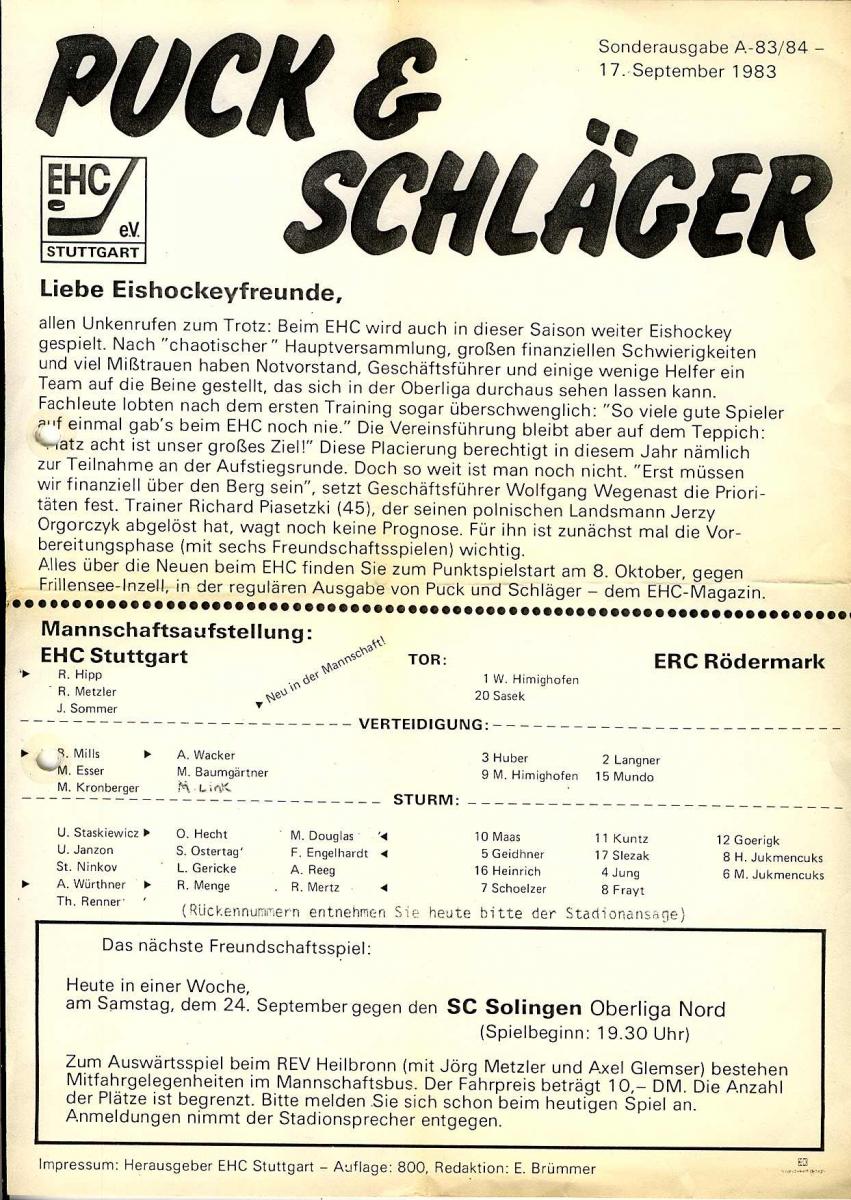 PUCK &
SCHLÄGER
Sonderausgabe A-83/84 –
17. September 1983
EHC
e.V.
STUTTGART
Liebe Eishockeyfreunde,
allen Unkenrufen zum Trotz: Beim EHC wird auch in dieser Saison weiter Eishockey
gespielt. Nach "chaotischer" Hauptversammlung, großen finanziellen Schwierigkeiten
und viel Mißtrauen haben Notvorstand, Geschäftsführer und einige wenige Helfer ein
Team auf die Beine gestellt, das sich in der Oberliga durchaus sehen lassen kann.
Fachleute lobten nach dem ersten Training sogar überschwenglich: "So viele gute Spieler
auf einmal gab's beim EHC noch nie." Die Vereinsführung bleibt aber auf dem Teppich:
"Platz acht ist unser großes Ziel!" Diese Placierung berechtigt in diesem Jahr nämlich
zur Teilnahme an der Aufstiegsrunde. Doch so weit ist man noch nicht. "Erst müssen
wir finanziell über den Berg sein", setzt Geschäftsführer Wolfgang Wegenast die Priori-
täten fest. Trainer Richard Piasetzki (45), der seinen polnischen Landsmann Jerzy
Orgorczyk abgelöst hat, wagt noch keine Prognose. Für ihn ist zunächst mal die Vor-
bereitungsphase (mit sechs Freundschaftsspielen) wichtig.
Alles über die Neuen beim EHC finden Sie zum Punktspielstart am 8. Oktober, gegen
Frillensee-Inzell, in der regulären Ausgabe von Puck und Schläger – dem EHC-Magazin.
Mannschaftsaufstellung:
EHC Stuttgart TOR: ERC Rödermark
▶ Neu in der Mannschaft!
▶ R. Hipp 1 W. Himighofen
R. Metzler 20 Sasek
J. Sommer
VERTEIDIGUNG:
▶ B. Mills ▶ A. Wacker 3 Huber 2 Langner
M. Esser M. Baumgärtner 9 M. Himighofen 15 Mundo
M. Kronberger M. Link
STURM:
U. Staskiewicz ▶ O. Hecht M. Douglas ◀ 10 Maas 11 Kuntz 12 Goerigk
U. Janzon S. Ostertag F. Engelhardt ◀ 5 Geidhner 17 Slezak 8 H. Jukmencuks
St. Ninkov L. Gericke A. Reeg 16 Heinrich 4 Jung 6 M. Jukmencuks
▶ A. Würthner ▶ R. Menge R. Mertz ◀ 7 Schoelzer 8 Frayt
Th. Renner
(Rückennummern entnehmen Sie heute bitte der Stadionansage)
Das nächste Freundschaftsspiel:
Heute in einer Woche,
am Samstag, dem 24. September gegen den SC Solingen Oberliga Nord
(Spielbeginn: 19.30 Uhr)
Zum Auswärtsspiel beim REV Heilbronn (mit Jörg Metzler und Axel Glemser) bestehen
Mitfahrgelegenheiten im Mannschaftsbus. Der Fahrpreis beträgt 10,– DM. Die Anzahl
der Plätze ist begrenzt. Bitte melden Sie sich schon beim heutigen Spiel an.
Anmeldungen nimmt der Stadionsprecher entgegen.
Impressum: Herausgeber EHC Stuttgart – Auflage: 800, Redaktion: E. Brümmer